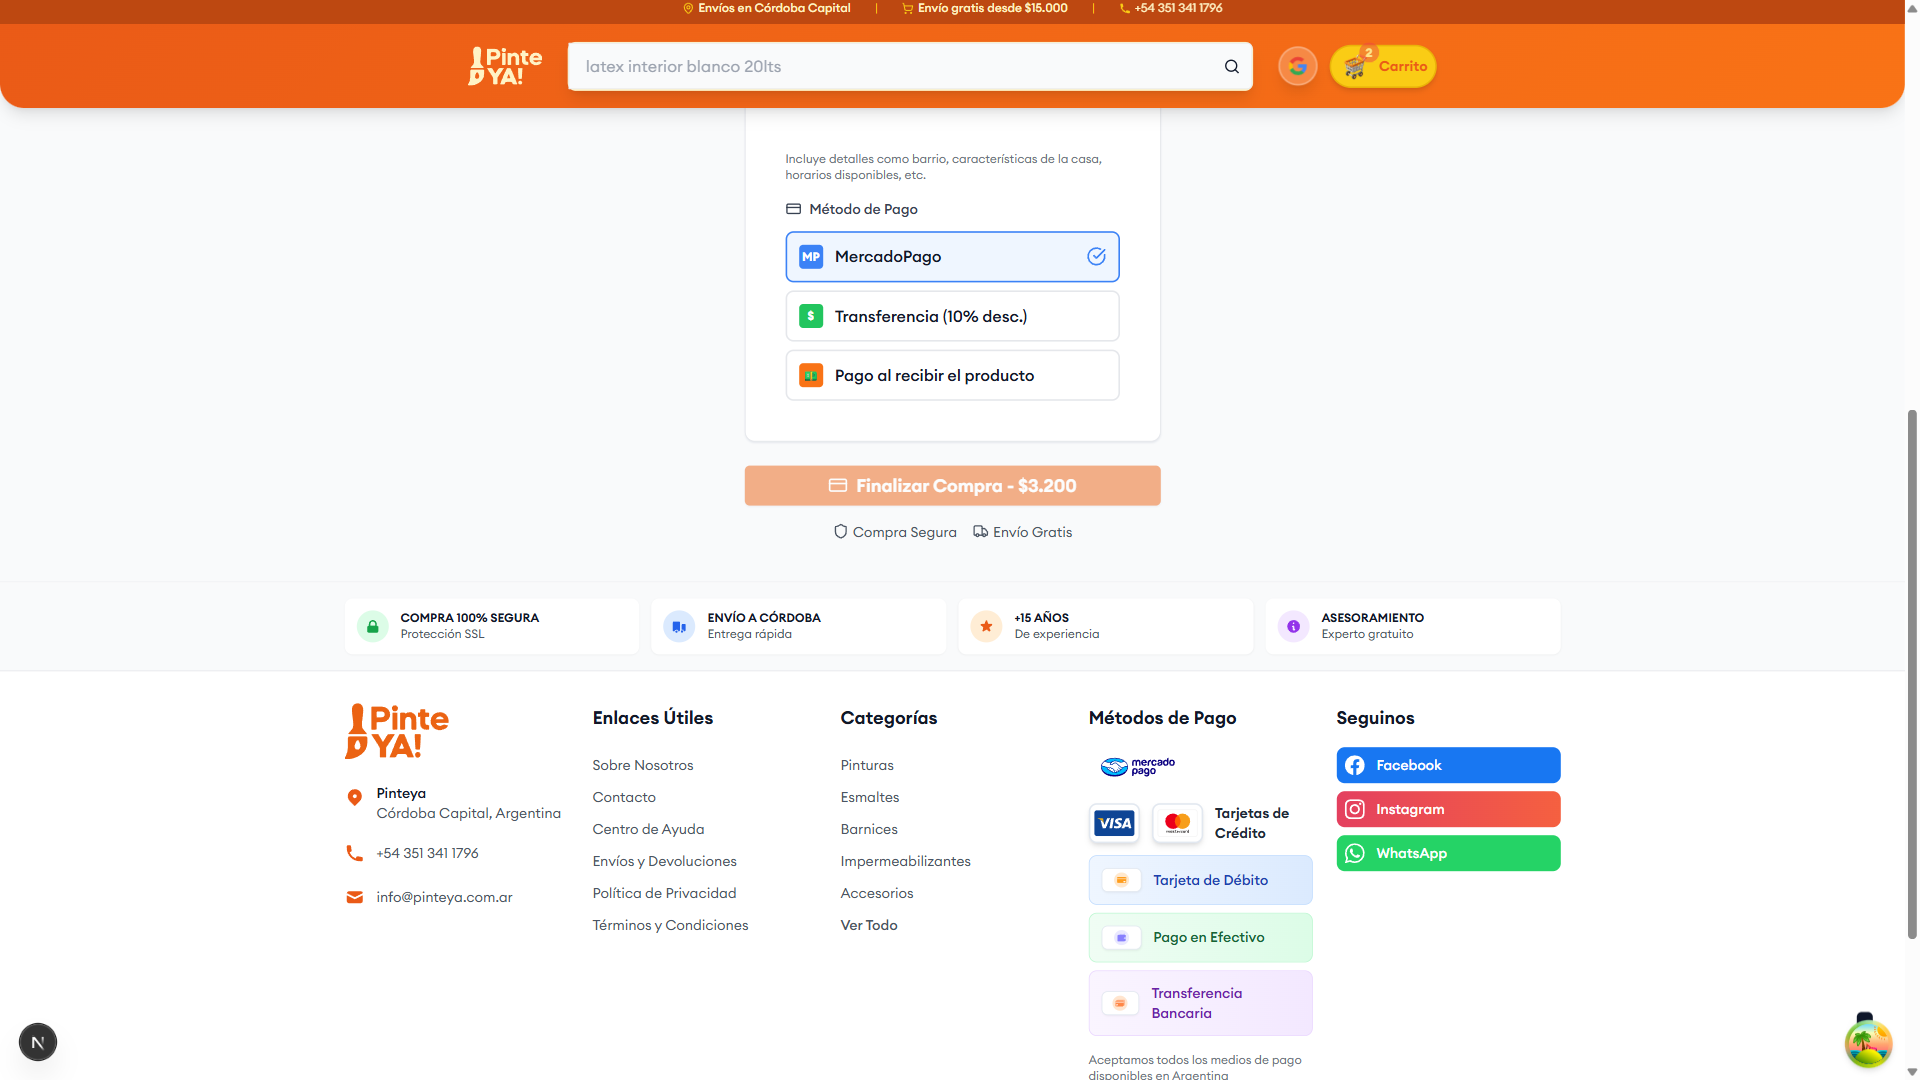 Envíos en Córdoba Capital | Envío gratis desde $15.000 | +54 351 341 1796
Pinte YA!
latex interior blanco 20lts
2
Carrito
Incluye detalles como barrio, características de la casa,
horarios disponibles, etc.
Método de Pago
MP MercadoPago
$ Transferencia (10% desc.)
Pago al recibir el producto
Finalizar Compra - $3.200
Compra Segura Envío Gratis
COMPRA 100% SEGURA
Protección SSL
ENVÍO A CÓRDOBA
Entrega rápida
+15 AÑOS
De experiencia
ASESORAMIENTO
Experto gratuito
Pinte
YA!
Pinteya
Córdoba Capital, Argentina
+54 351 341 1796
info@pinteya.com.ar
Enlaces Útiles
Sobre Nosotros
Contacto
Centro de Ayuda
Envíos y Devoluciones
Política de Privacidad
Términos y Condiciones
Categorías
Pinturas
Esmaltes
Barnices
Impermeabilizantes
Accesorios
Ver Todo
Métodos de Pago
mercado
pago
VISA
mastercard
Tarjetas de
Crédito
Tarjeta de Débito
Pago en Efectivo
Transferencia
Bancaria
Aceptamos todos los medios de pago
disponibles en Argentina
Seguinos
Facebook
Instagram
WhatsApp
N